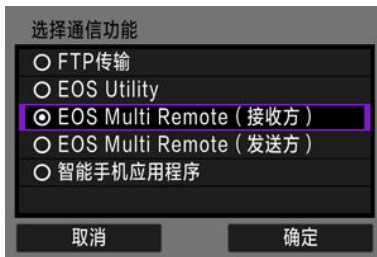 选择通信功能
FTP传输
EOS Utility
EOS Multi Remote（接收方）
EOS Multi Remote（发送方）
智能手机应用程序
取消 确定